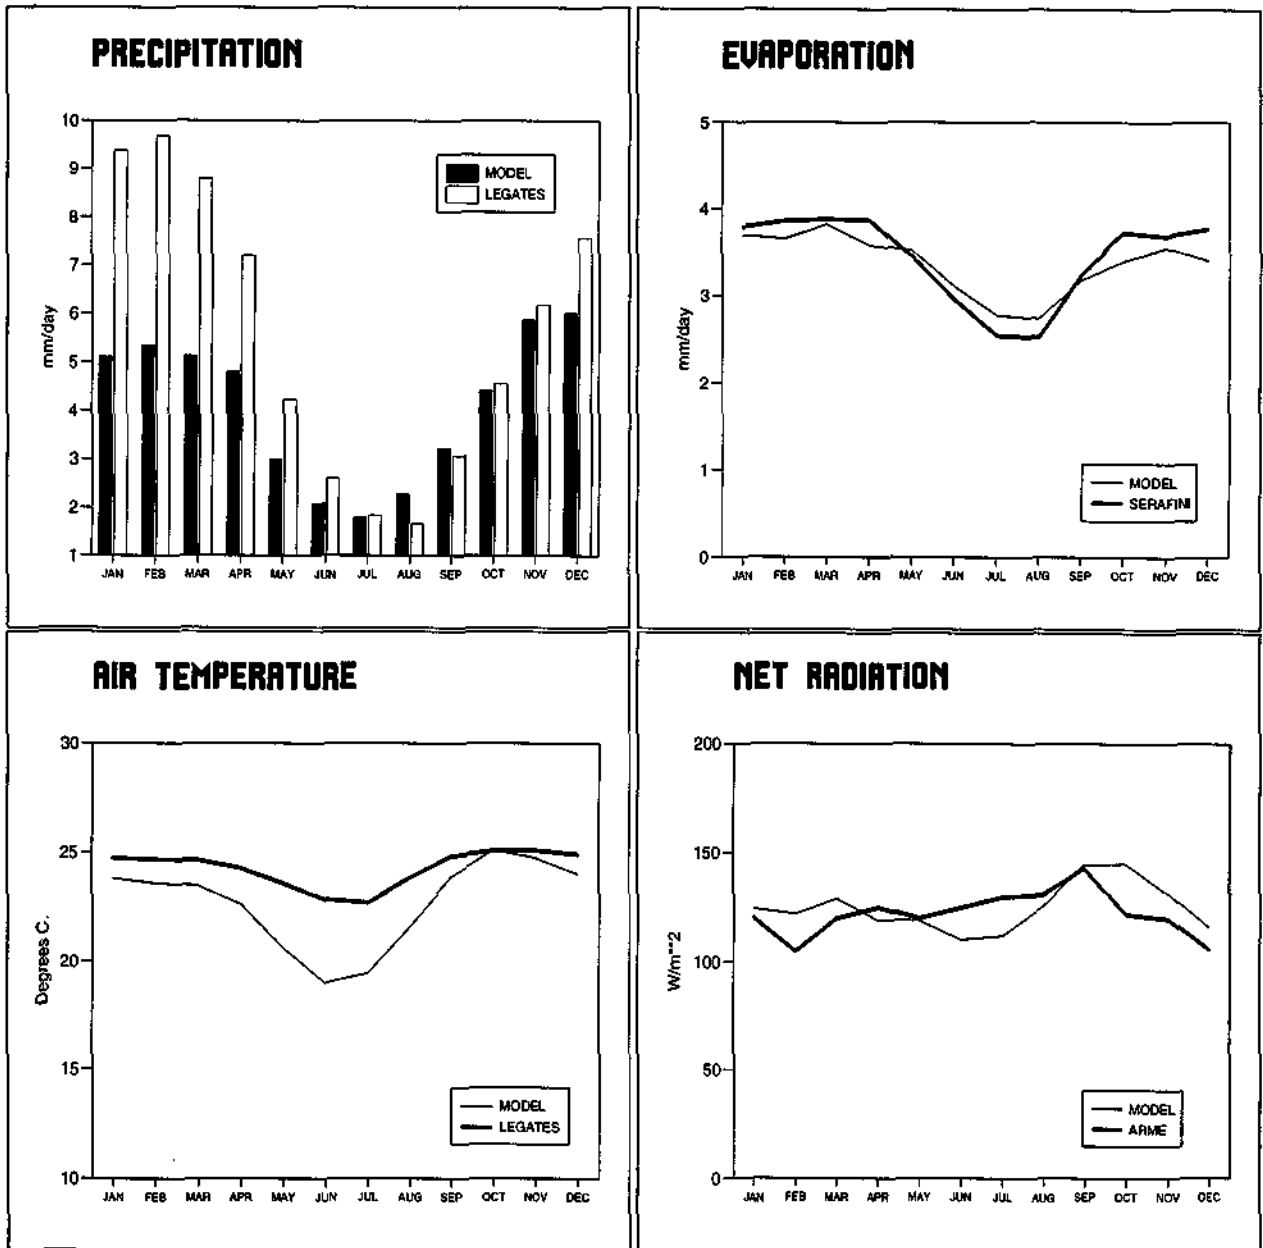 PRECIPITATION
10
9
8
7
6
5
4
3
2
1
mm/day
MODEL
LEGATES
JAN FEB MAR APR MAY JUN JUL AUG SEP OCT NOV DEC
EVAPORATION
5
4
3
2
1
0
mm/day
MODEL
SERAFINI
JAN FEB MAR APR MAY JUN JUL AUG SEP OCT NOV DEC
AIR TEMPERATURE
30
25
20
15
10
Degrees C.
MODEL
LEGATES
JAN FEB MAR APR MAY JUN JUL AUG SEP OCT NOV DEC
NET RADIATION
200
150
100
50
0
W/m**2
MODEL
ARME
JAN FEB MAR APR MAY JUN JUL AUG SEP OCT NOV DEC